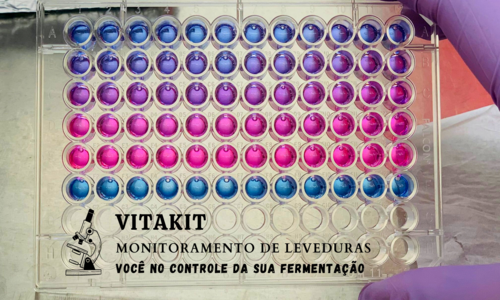 VITAKIT
MONITORAMENTO DE LEVEDURAS
VOCÊ NO CONTROLE DA SUA FERMENTAÇÃO